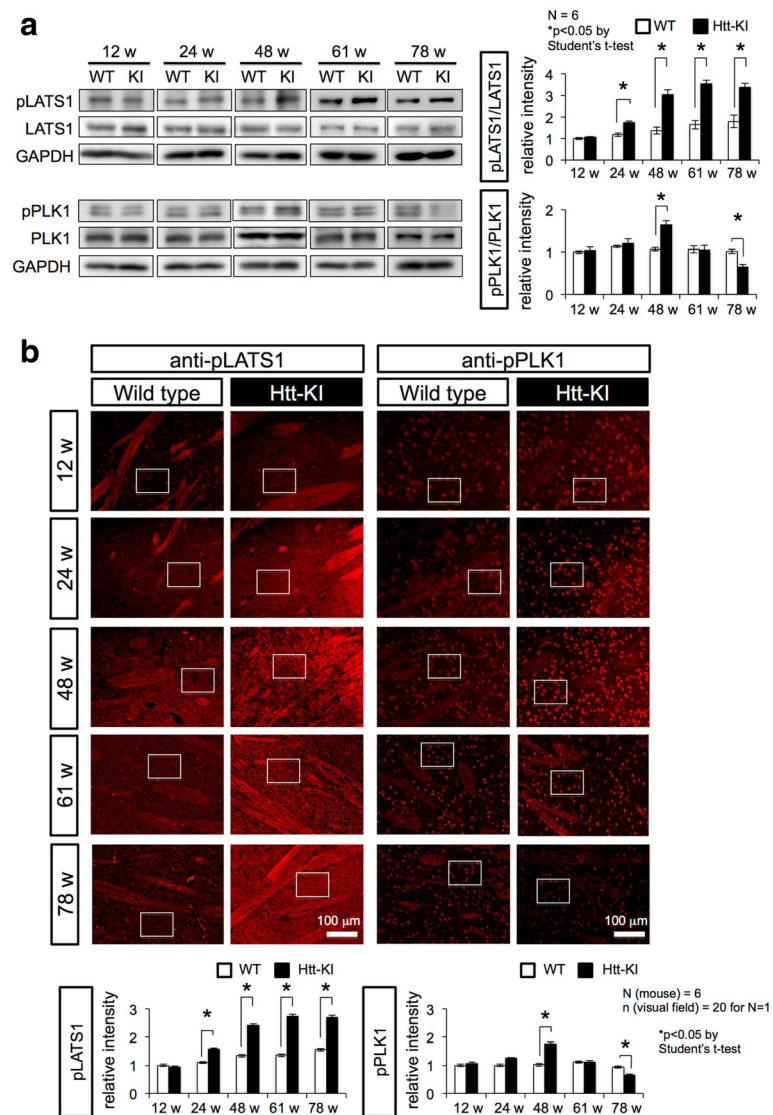 a
12 w 24 w 48 w 61 w 78 w
WT KI WT KI WT KI WT KI WT KI
pLATS1
LATS1
GAPDH
pPLK1
PLK1
GAPDH
N = 6
*p<0.05 by
Student's t-test
WT Htt-KI
pLATS1/LATS1
relative intensity
4
3
2
1
0
* * * *
12 w 24 w 48 w 61 w 78 w
pPLK1/PLK1
relative intensity
2
1
0
* *
12 w 24 w 48 w 61 w 78 w
b
anti-pLATS1 anti-pPLK1
Wild type Htt-KI Wild type Htt-KI
12 w
24 w
48 w
61 w
78 w
100 μm 100 μm
WT Htt-KI
pLATS1
relative intensity
3
2
1
0
* * * *
12 w 24 w 48 w 61 w 78 w
WT Htt-KI
pPLK1
relative intensity
3
2
1
0
* *
12 w 24 w 48 w 61 w 78 w
N (mouse) = 6
n (visual field) = 20 for N=1
*p<0.05 by
Student's t-test